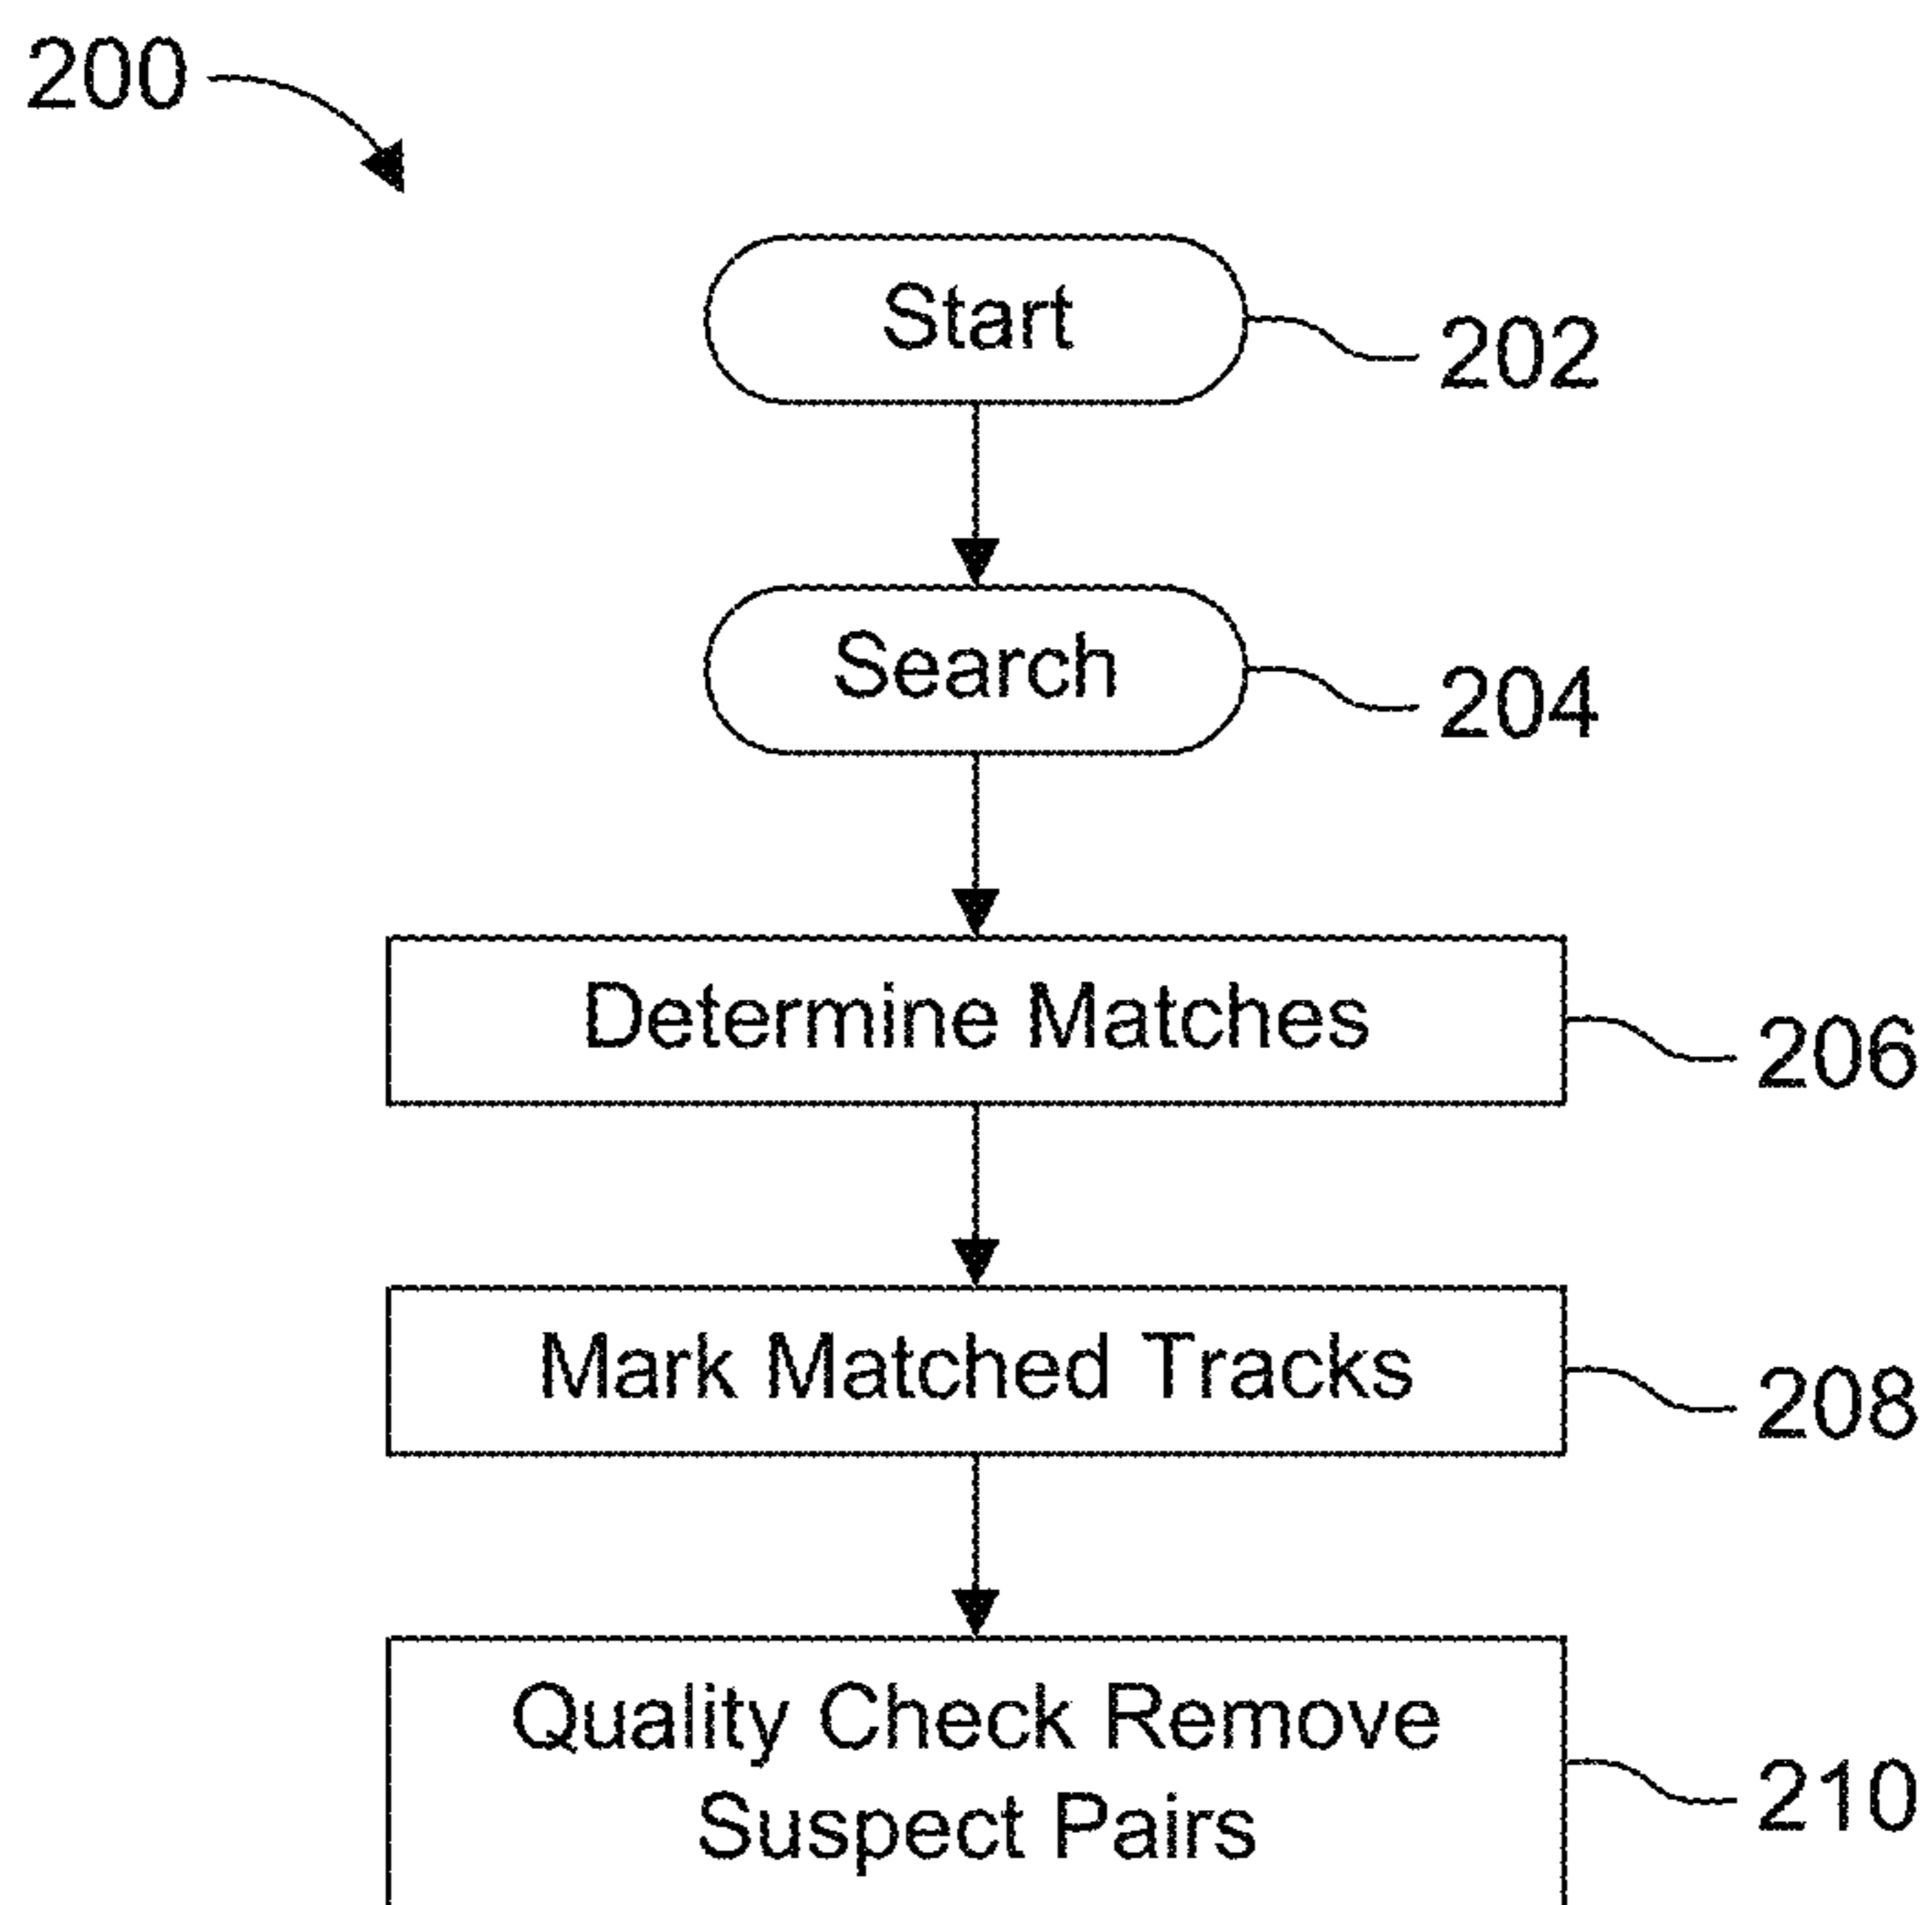 200
Start
202
Search
204
Determine Matches
206
Mark Matched Tracks
208
Quality Check Remove
Suspect Pairs
210